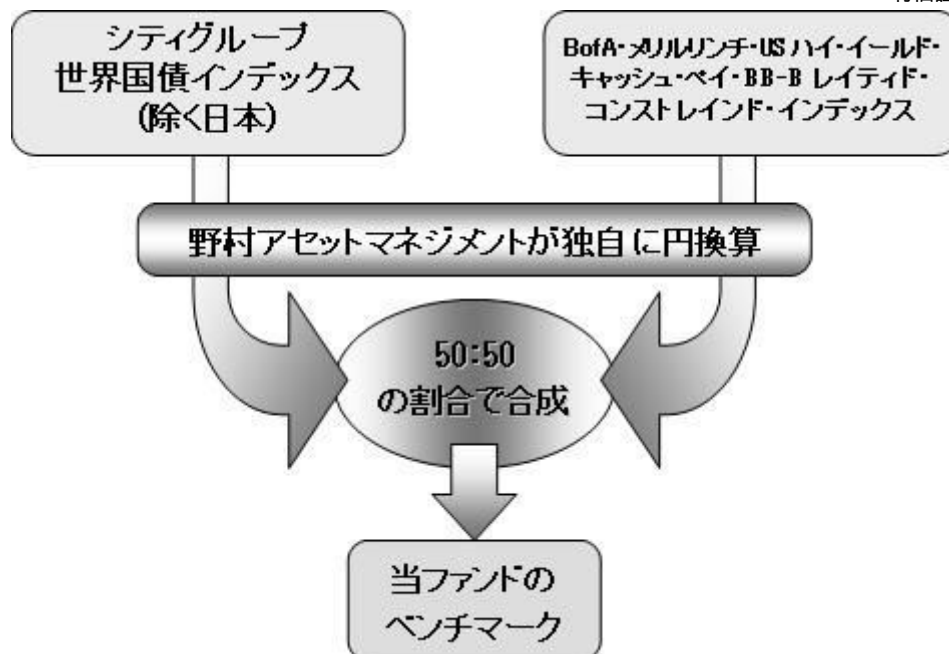 シティグループ
世界国債インデックス
(除く日本)
BofA・メリルリンチ・US ハイ・イールド・
キャッシュ・ペイ・BB-B レイティド・
コンストレインド・インデックス
野村アセットマネジメントが独自に円換算
50:50
の割合で合成
当ファンドの
ベンチマーク